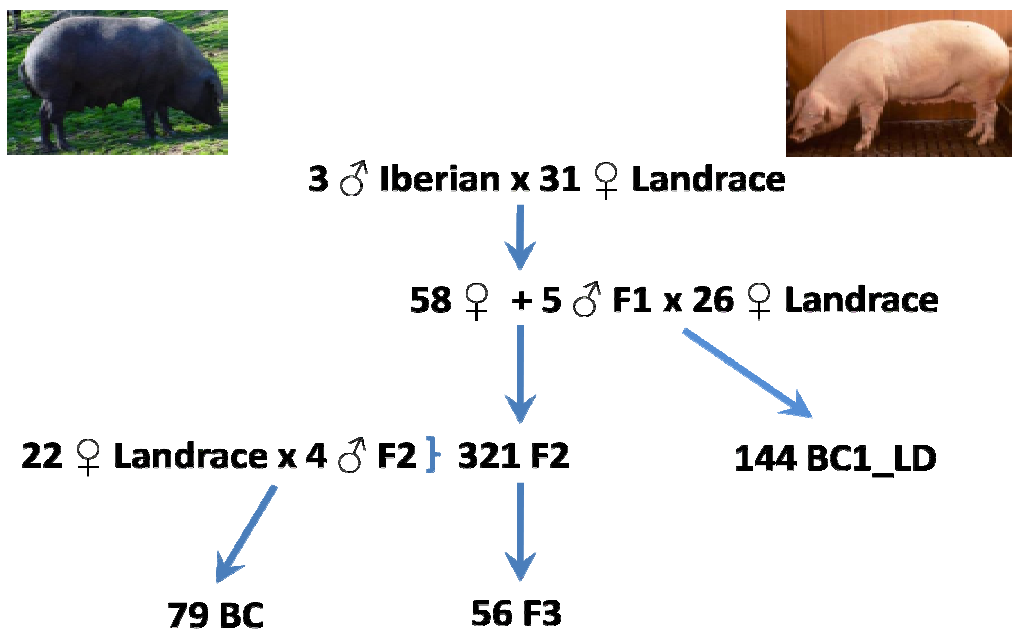 3 ♂ Iberian x 31 ♀ Landrace
58 ♀ + 5 ♂ F1 x 26 ♀ Landrace
22 ♀ Landrace x 4 ♂ F2 } 321 F2
144 BC1_LD
79 BC
56 F3